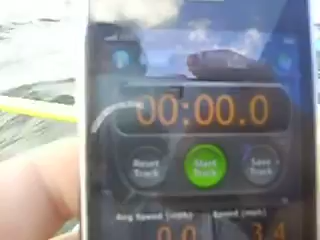 00:00.0
Reset Start Save
Track Track Track
Avg Speed (mph) Speed (mph)
0.0 3.4